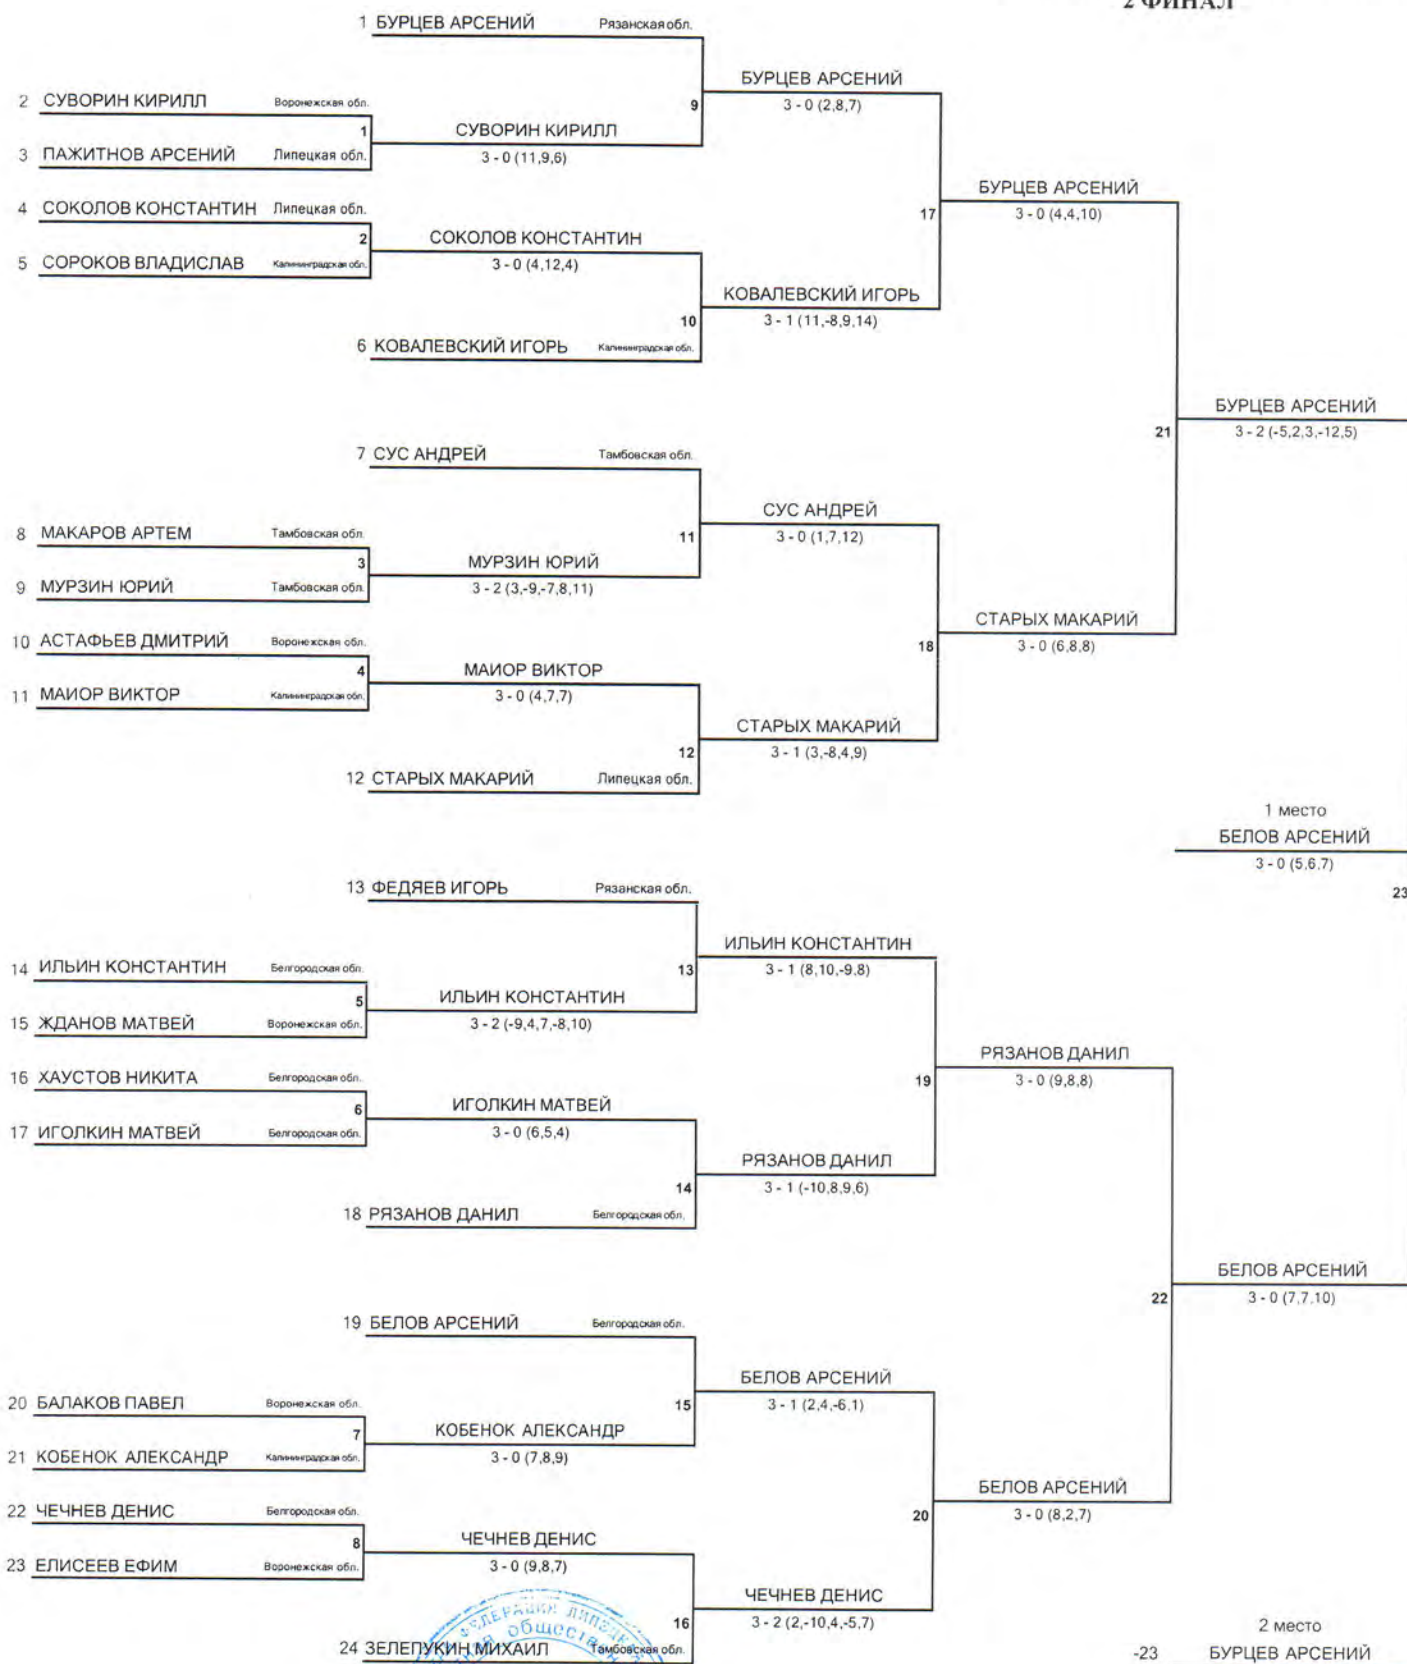 2 ФИНАЛ
1 БУРЦЕВ АРСЕНИЙ Рязанская обл.
БУРЦЕВ АРСЕНИЙ
2 СУВОРИН КИРИЛЛ Воронежская обл. 9 3 - 0 (2,8,7)
1 СУВОРИН КИРИЛЛ
3 ПАЖИТНОВ АРСЕНИЙ Липецкая обл. 3 - 0 (11,9,6)
БУРЦЕВ АРСЕНИЙ
4 СОКОЛОВ КОНСТАНТИН Липецкая обл. 17 3 - 0 (4,4,10)
2 СОКОЛОВ КОНСТАНТИН
5 СОРОКОВ ВЛАДИСЛАВ Калининградская обл. 3 - 0 (4,12,4)
КОВАЛЕВСКИЙ ИГОРЬ
10 3 - 1 (11,-8,9,14)
6 КОВАЛЕВСКИЙ ИГОРЬ Калининградская обл.
БУРЦЕВ АРСЕНИЙ
21 3 - 2 (-5,2,3,-12,5)
7 СУС АНДРЕЙ Тамбовская обл.
СУС АНДРЕЙ
8 МАКАРОВ АРТЕМ Тамбовская обл. 11 3 - 0 (1,7,12)
3 МУРЗИН ЮРИЙ
9 МУРЗИН ЮРИЙ Тамбовская обл. 3 - 2 (3,-9,-7,8,11)
СТАРЫХ МАКАРИЙ
10 АСТАФЬЕВ ДМИТРИЙ Воронежская обл. 18 3 - 0 (6,8,8)
4 МАИОР ВИКТОР
11 МАИОР ВИКТОР Калининградская обл. 3 - 0 (4,7,7)
СТАРЫХ МАКАРИЙ
12 3 - 1 (3,-8,4,9)
12 СТАРЫХ МАКАРИЙ Липецкая обл.
1 место
БЕЛОВ АРСЕНИЙ
3 - 0 (5,6,7)
13 ФЕДЯЕВ ИГОРЬ Рязанская обл. 23
ИЛЬИН КОНСТАНТИН
14 ИЛЬИН КОНСТАНТИН Белгородская обл. 13 3 - 1 (8,10,-9,8)
5 ИЛЬИН КОНСТАНТИН
15 ЖДАНОВ МАТВЕЙ Воронежская обл. 3 - 2 (-9,4,7,-8,10)
РЯЗАНОВ ДАНИЛ
16 ХАУСТОВ НИКИТА Белгородская обл. 19 3 - 0 (9,8,8)
6 ИГОЛКИН МАТВЕЙ
17 ИГОЛКИН МАТВЕЙ Белгородская обл. 3 - 0 (6,5,4)
РЯЗАНОВ ДАНИЛ
14 3 - 1 (-10,8,9,6)
18 РЯЗАНОВ ДАНИЛ Белгородская обл.
БЕЛОВ АРСЕНИЙ
22 3 - 0 (7,7,10)
19 БЕЛОВ АРСЕНИЙ Белгородская обл.
БЕЛОВ АРСЕНИЙ
20 БАЛАКОВ ПАВЕЛ Воронежская обл. 15 3 - 1 (2,4,-6,1)
7 КОБЕНОК АЛЕКСАНДР
21 КОБЕНОК АЛЕКСАНДР Калининградская обл. 3 - 0 (7,8,9)
БЕЛОВ АРСЕНИЙ
22 ЧЕЧНЕВ ДЕНИС Белгородская обл. 20 3 - 0 (8,2,7)
8 ЧЕЧНЕВ ДЕНИС
23 ЕЛИСЕЕВ ЕФИМ Воронежская обл. 3 - 0 (9,8,7)
ЧЕЧНЕВ ДЕНИС
16 3 - 2 (2,-10,4,-5,7)
24 ЗЕЛЕПУКИН МИХАИЛ Тамбовская обл.
2 место
-23 БУРЦЕВ АРСЕНИЙ